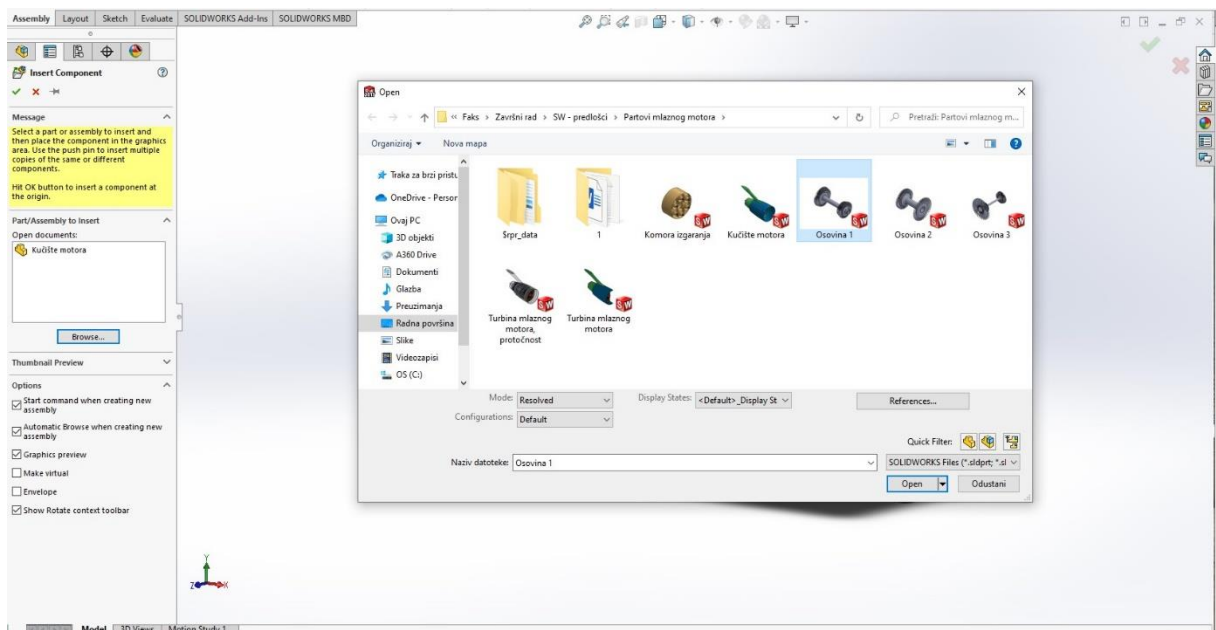 Assembly Layout Sketch Evaluate SOLIDWORKS Add-Ins SOLIDWORKS MBD
Insert Component
Message
Select a part or assembly to insert and
then place the component in the graphics
area. Use the push pin to insert multiple
copies of the same or different
components.
Hit OK button to insert a component at
the origin.
Part/Assembly to Insert
Open documents:
Kučište motora
Browse...
Thumbnail Preview
Options
Start command when creating new
assembly
Automatic Browse when creating new
assembly
Graphics preview
Make virtual
Envelope
Show Rotate context toolbar
Open
« Faks > Završni rad > SW - predlošci > Partovi mlaznog motora >
Pretraži: Partovi mlaznog m...
Organiziraj Nova mapa
Traka za brzi pristu
OneDrive - Persor
Ovaj PC
3D objekti
A360 Drive
Dokumenti
Glazba
Preuzimanja
Radna površina
Slike
Videozapisi
OS (C:)
$rpr_data 1 Komora izgaranja Kučište motora Osovina 1 Osovina 2 Osovina 3
Turbina mlaznog
motora,
protočnost
Turbina mlaznog
motora
Mode: Resolved Display States: <Default>_Display St References...
Configurations: Default
Quick Filter:
Naziv datoteke: Osovina 1 SOLIDWORKS Files (*.sldprt; *.sl
Open Odustani
Y
Z X
Model 3D Views Motion Study 1